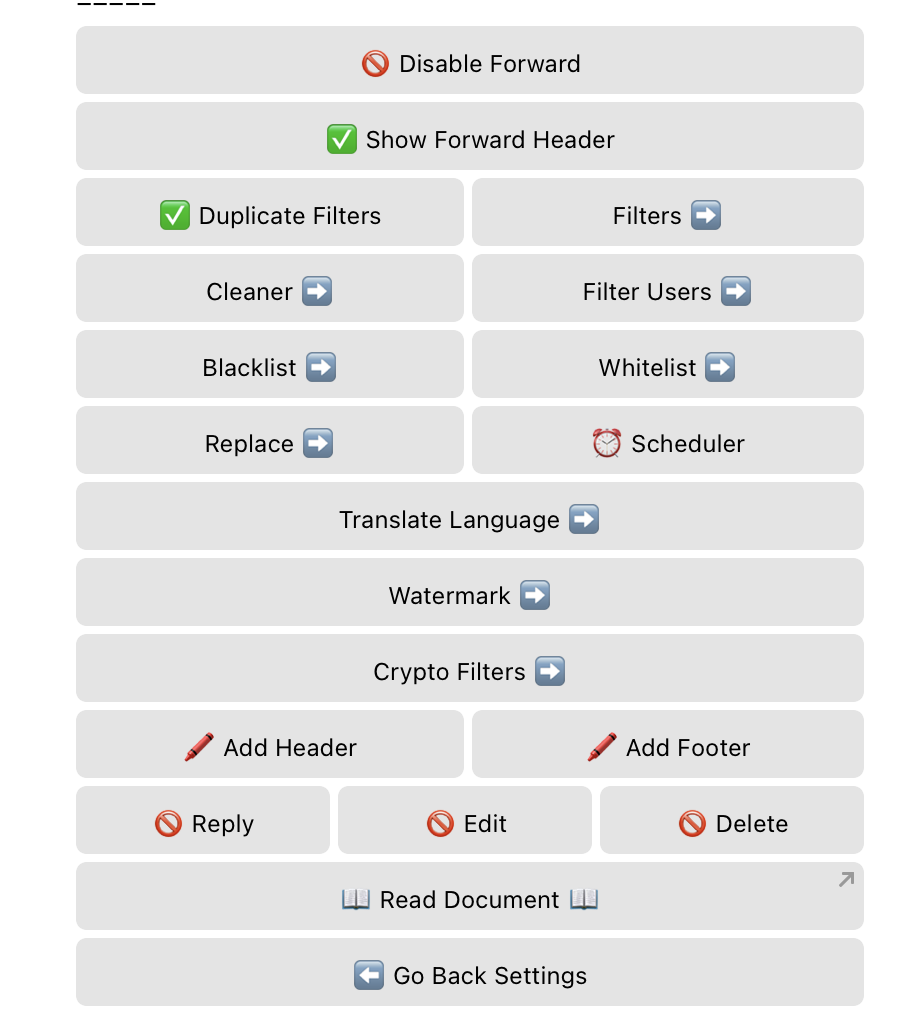 🚫 Disable Forward
✅ Show Forward Header
✅ Duplicate Filters
Filters ➡️
Cleaner ➡️
Filter Users ➡️
Blacklist ➡️
Whitelist ➡️
Replace ➡️
⏰ Scheduler
Translate Language ➡️
Watermark ➡️
Crypto Filters ➡️
🖍️ Add Header
🖍️ Add Footer
🚫 Reply
🚫 Edit
🚫 Delete
📖 Read Document 📖
⬅️ Go Back Settings